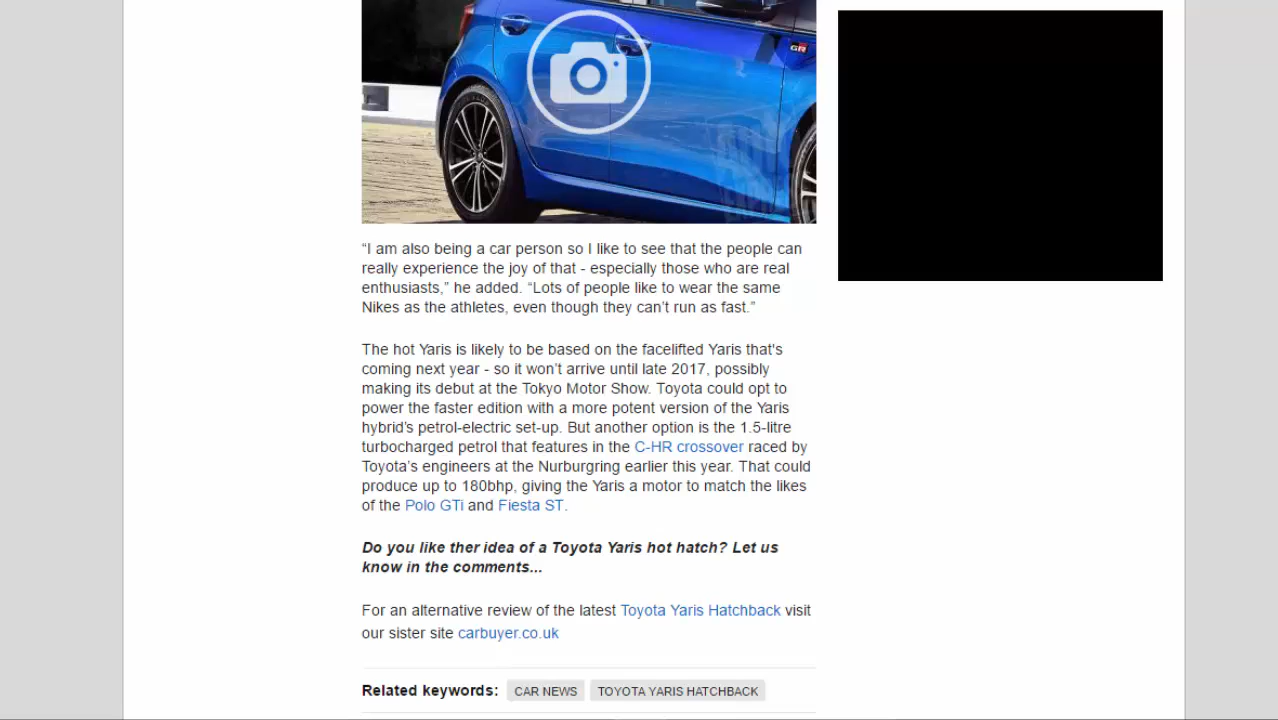 GR
“I am also being a car person so I like to see that the people can
really experience the joy of that - especially those who are real
enthusiasts,” he added. “Lots of people like to wear the same
Nikes as the athletes, even though they can’t run as fast.”
The hot Yaris is likely to be based on the facelifted Yaris that's
coming next year - so it won’t arrive until late 2017, possibly
making its debut at the Tokyo Motor Show. Toyota could opt to
power the faster edition with a more potent version of the Yaris
hybrid’s petrol-electric set-up. But another option is the 1.5-litre
turbocharged petrol that features in the C-HR crossover raced by
Toyota’s engineers at the Nurburgring earlier this year. That could
produce up to 180bhp, giving the Yaris a motor to match the likes
of the Polo GTi and Fiesta ST.
Do you like ther idea of a Toyota Yaris hot hatch? Let us
know in the comments...
For an alternative review of the latest Toyota Yaris Hatchback visit
our sister site carbuyer.co.uk
Related keywords: CAR NEWS TOYOTA YARIS HATCHBACK